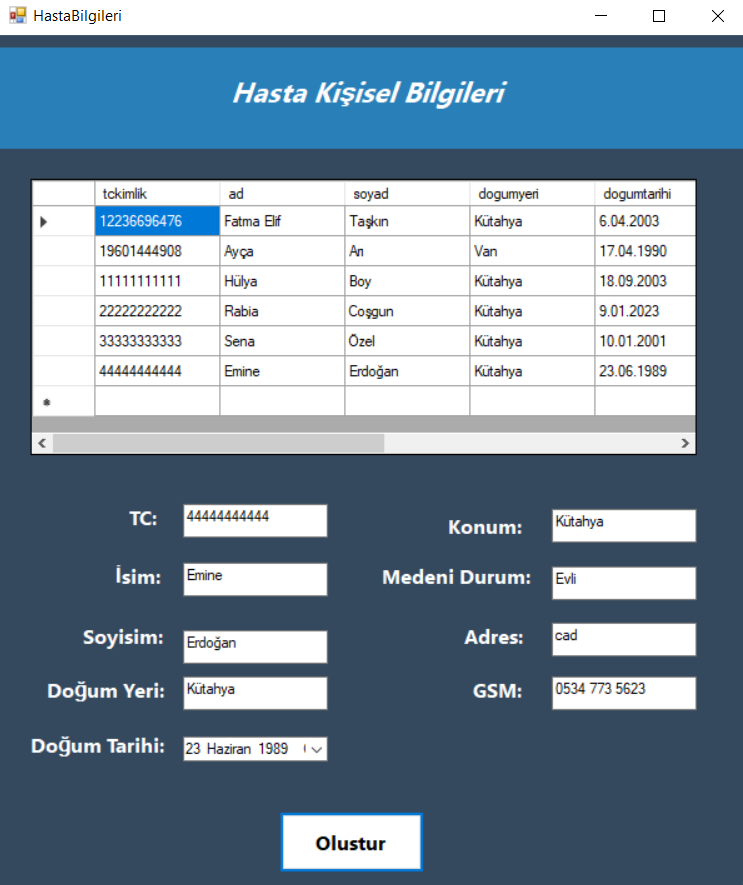 HastaBilgileri
Hasta Kişisel Bilgileri
tckimlik ad soyad dogumyeri dogumtarihi
12236696476 Fatma Elif Taşkın Kütahya 6.04.2003
19601444908 Ayça Arı Van 17.04.1990
11111111111 Hülya Boy Kütahya 18.09.2003
22222222222 Rabia Coşgun Kütahya 9.01.2023
33333333333 Sena Özel Kütahya 10.01.2001
44444444444 Emine Erdoğan Kütahya 23.06.1989
TC: 44444444444 Konum: Kütahya
İsim: Emine Medeni Durum: Evli
Soyisim: Erdoğan Adres: cad
Doğum Yeri: Kütahya GSM: 0534 773 5623
Doğum Tarihi: 23 Haziran 1989
Olustur